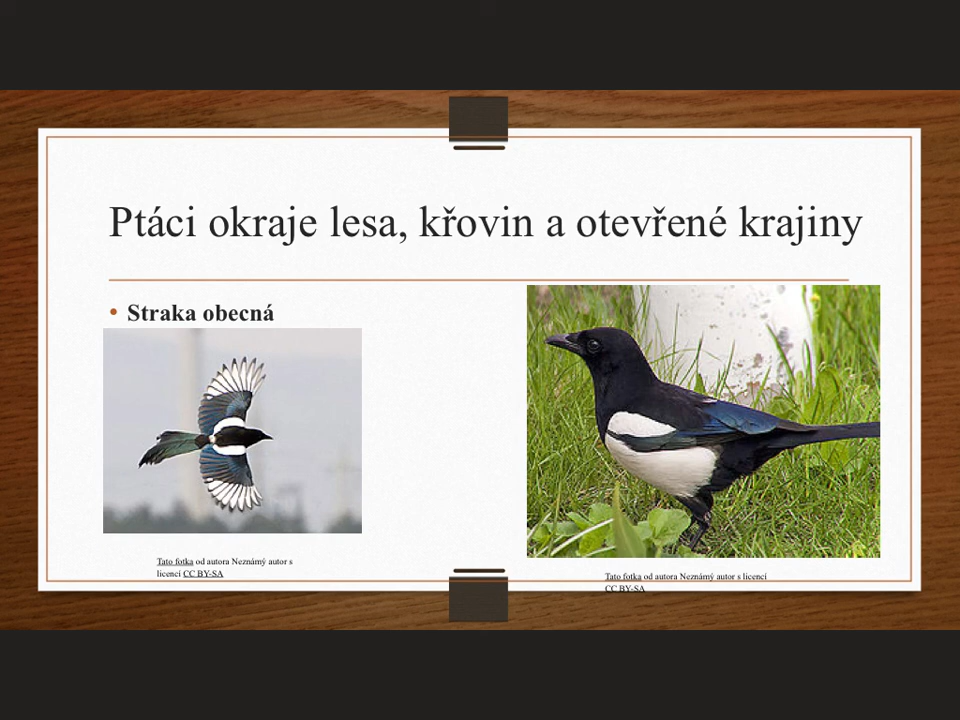 Ptáci okraje lesa, křovin a otevřené krajiny
• Straka obecná
Tato fotka od autora Neznámý autor s
licencí CC BY-SA
Tato fotka od autora Neznámý autor s licencí
CC BY-SA